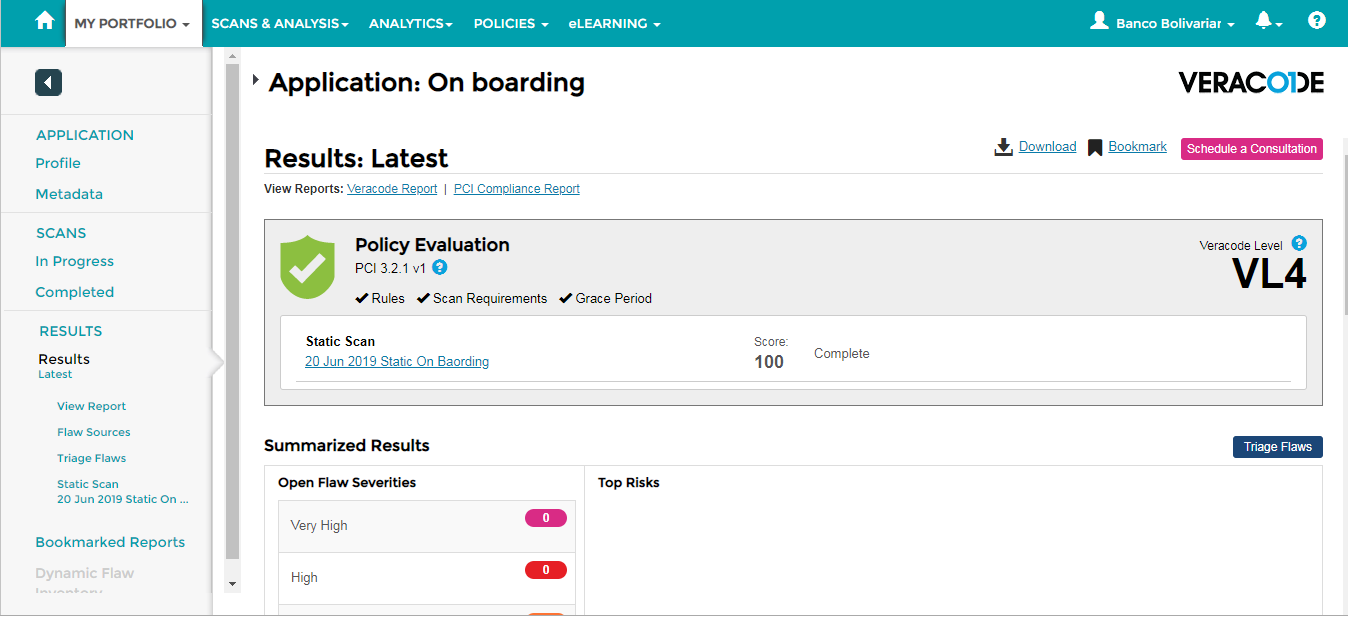 MY PORTFOLIO SCANS & ANALYSIS ANALYTICS POLICIES eLEARNING Banco Bolivariar
APPLICATION
Profile
Metadata
SCANS
In Progress
Completed
RESULTS
Results
Latest
View Report
Flaw Sources
Triage Flaws
Static Scan
20 Jun 2019 Static On ...
Bookmarked Reports
Dynamic Flaw
Inventory
Application: On boarding
VERACODE
Results: Latest
Download Bookmark Schedule a Consultation
View Reports: Veracode Report | PCI Compliance Report
Policy Evaluation
PCI 3.2.1 v1 ?
Rules Scan Requirements Grace Period
Veracode Level ?
VL4
Static Scan
20 Jun 2019 Static On Baording
Score:
100
Complete
Summarized Results
Triage Flaws
Open Flaw Severities
Very High 0
High 0
Top Risks